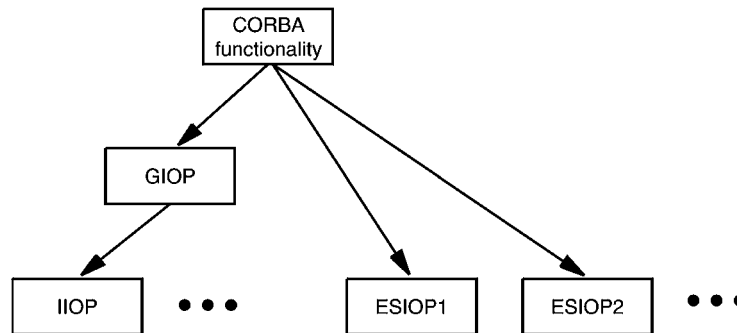 CORBA
functionality
GIOP
IIOP
ESIOP1
ESIOP2